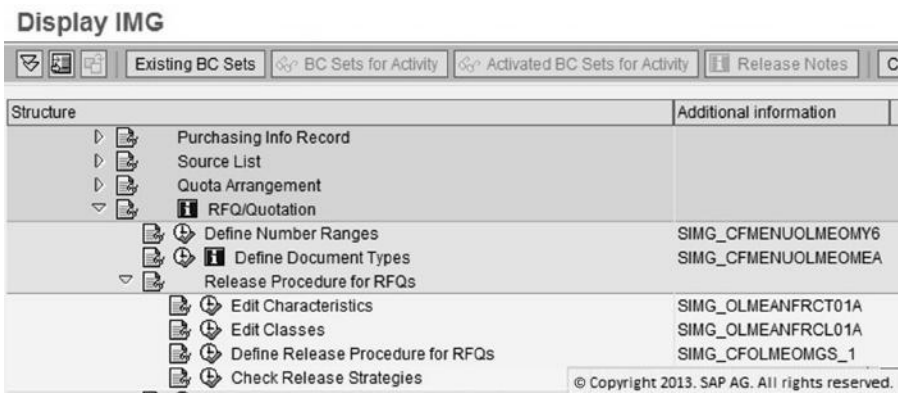 Display IMG
Existing BC Sets BC Sets for Activity Activated BC Sets for Activity Release Notes C
Structure Additional information
Purchasing Info Record
Source List
Quota Arrangement
RFQ/Quotation
Define Number Ranges SIMG_CFMENUOLMEOMY6
Define Document Types SIMG_CFMENUOLMEOMEA
Release Procedure for RFQs
Edit Characteristics SIMG_OLMEANFRCT01A
Edit Classes SIMG_OLMEANFRCL01A
Define Release Procedure for RFQs SIMG_CFOLMEOMGS_1
Check Release Strategies
© Copyright 2013. SAP AG. All rights reserved.